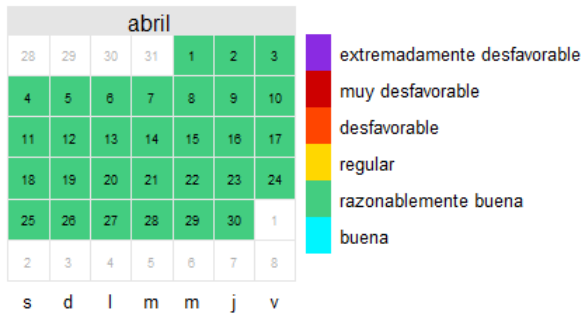 abril
28 29 30 31 1 2 3
4 5 6 7 8 9 10
11 12 13 14 15 16 17
18 19 20 21 22 23 24
25 26 27 28 29 30 1
2 3 4 5 6 7 8
s d l m m j v
extremadamente desfavorable
muy desfavorable
desfavorable
regular
razonablemente buena
buena